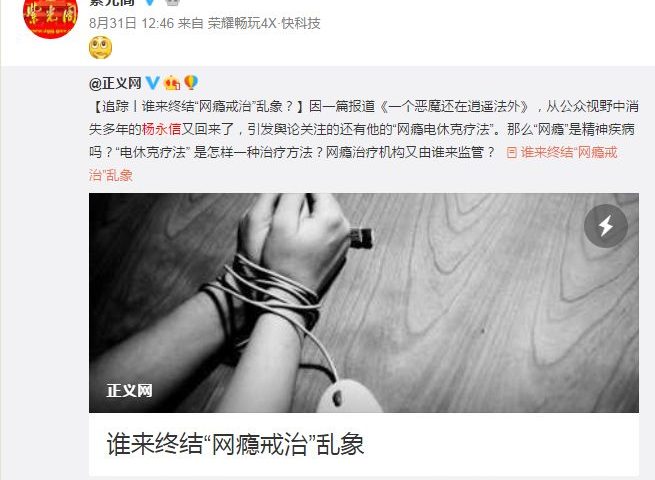 紫光阁
8月31日 12:46 来自 荣耀畅玩4X·快科技
@正义网
【追踪丨谁来终结“网瘾戒治”乱象？】因一篇报道《一个恶魔还在逍遥法外》，从公众视野中消
失多年的杨永信又回来了，引发舆论关注的还有他的“网瘾电休克疗法”。那么“网瘾”是精神疾病
吗？“电休克疗法” 是怎样一种治疗方法？网瘾治疗机构又由谁来监管？ 谁来终结“网瘾戒
治”乱象
正义网
谁来终结“网瘾戒治”乱象